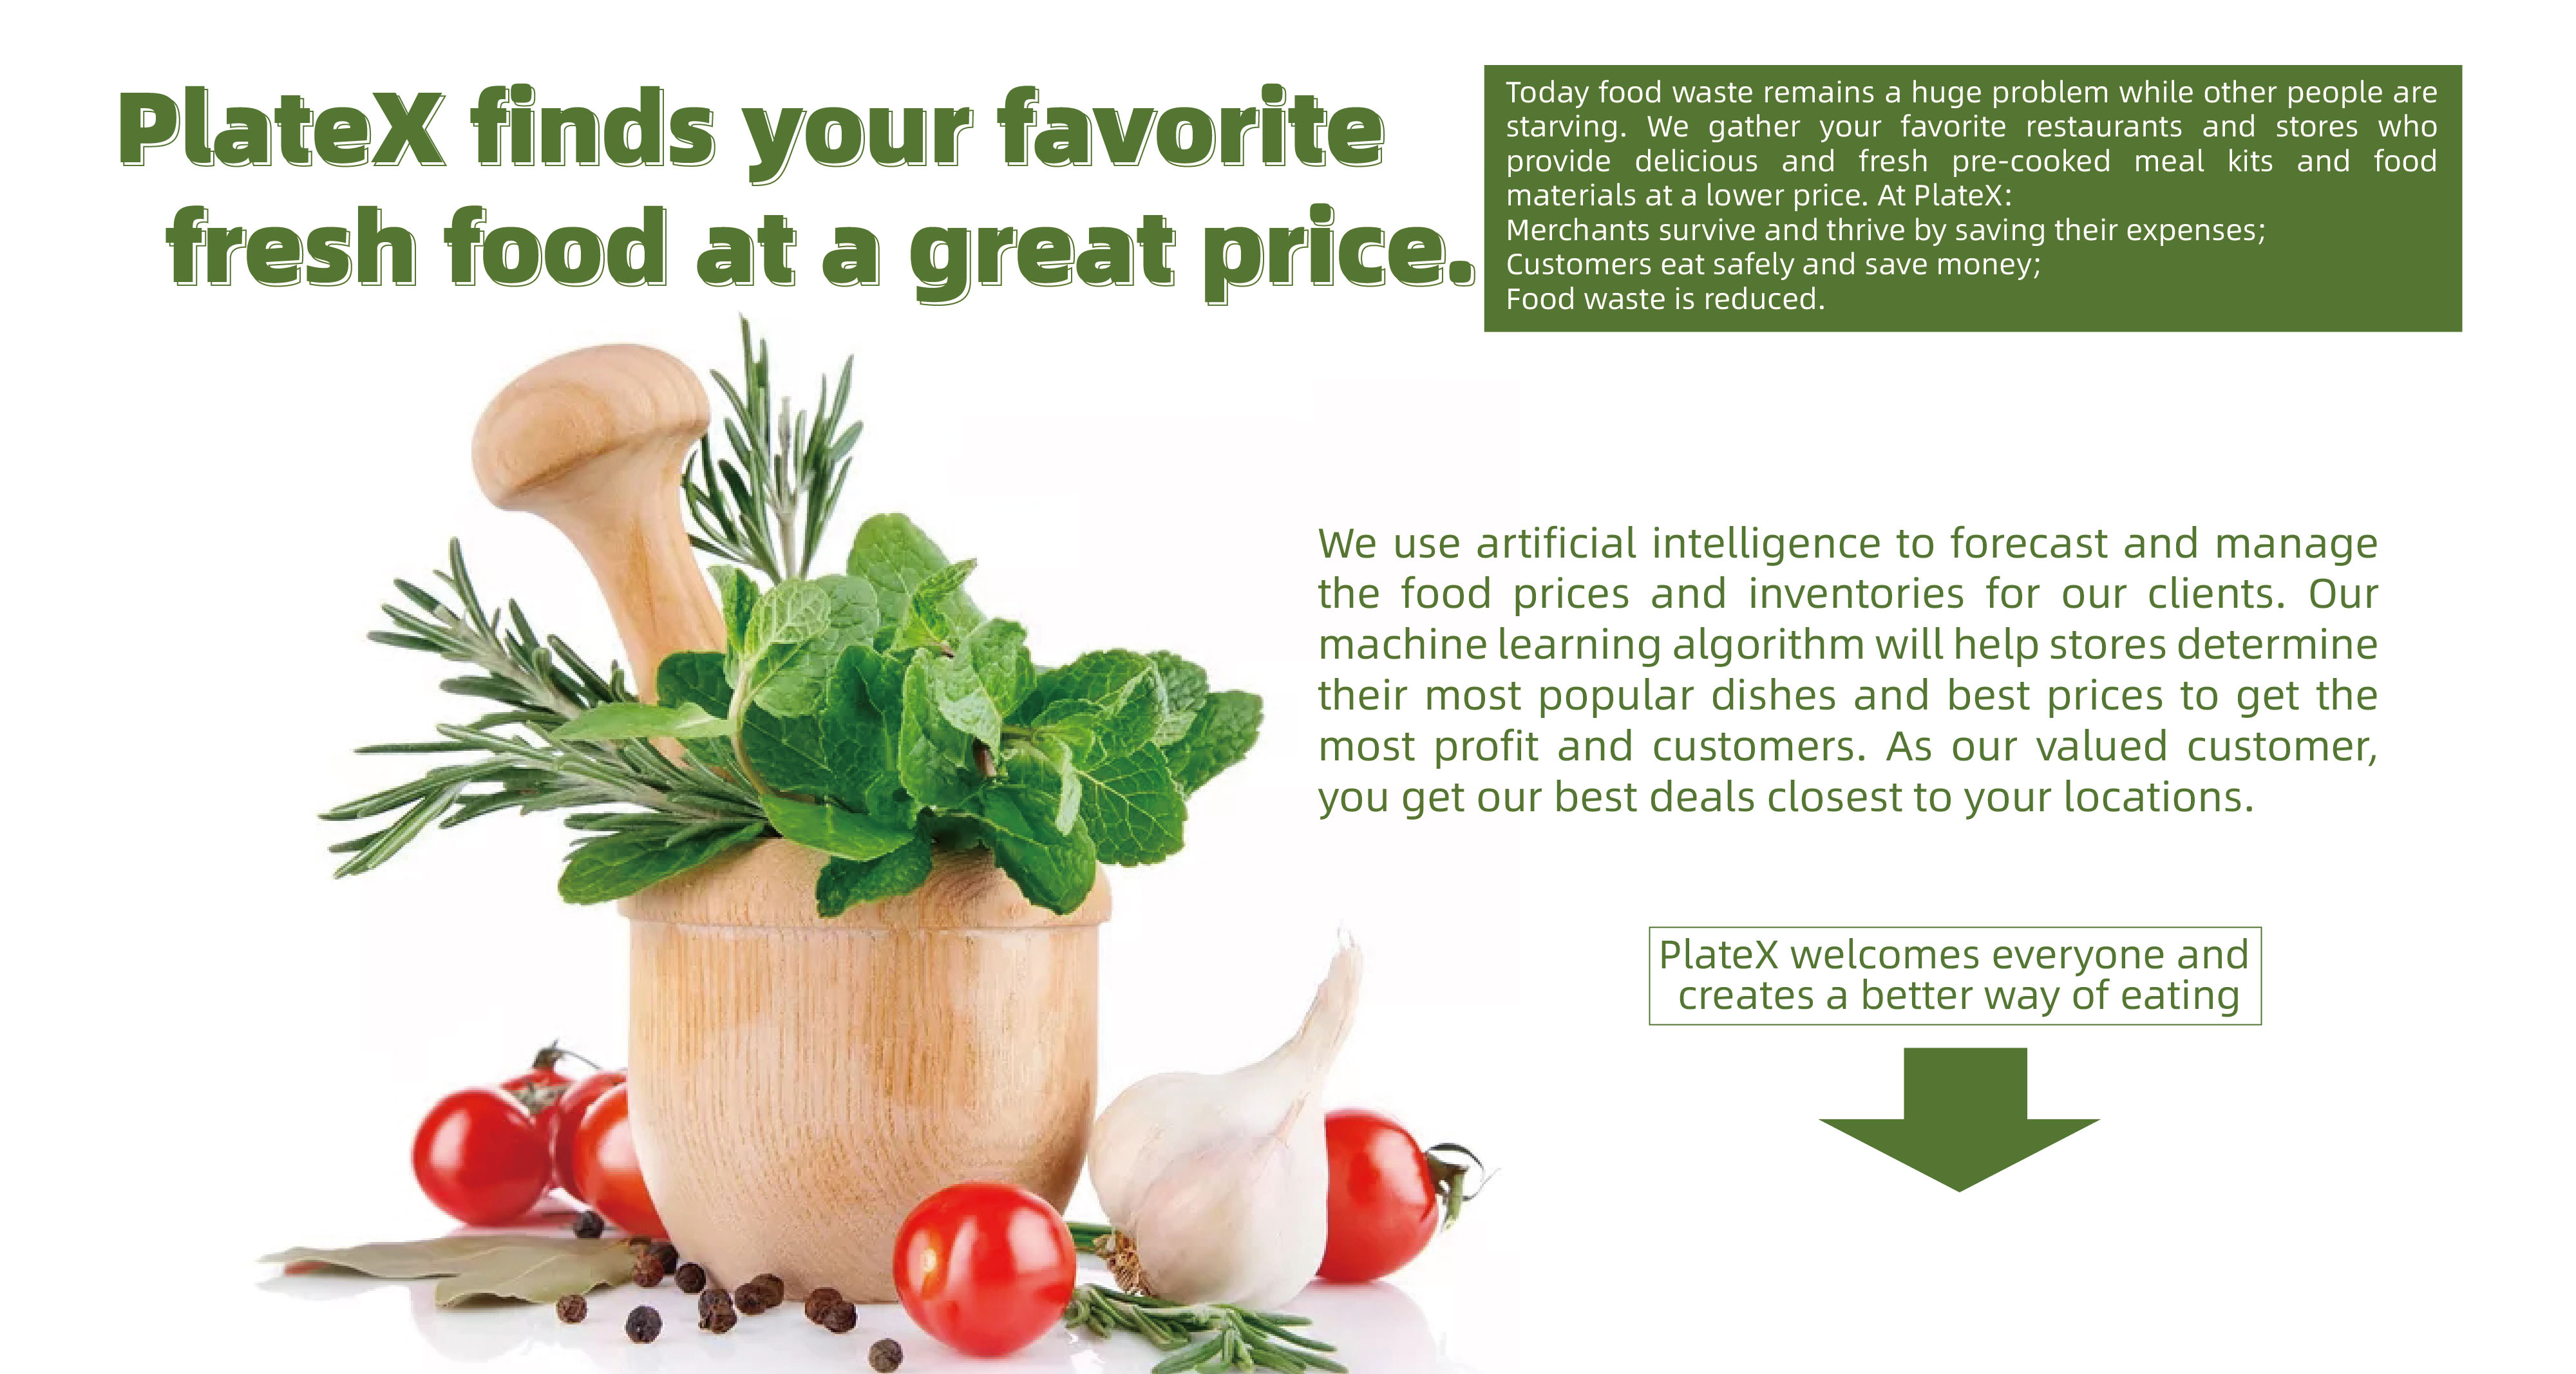 PlateX finds your favorite
fresh food at a great price.
Today food waste remains a huge problem while other people are
starving. We gather your favorite restaurants and stores who
provide delicious and fresh pre-cooked meal kits and food
materials at a lower price. At PlateX:
Merchants survive and thrive by saving their expenses;
Customers eat safely and save money;
Food waste is reduced.
We use artificial intelligence to forecast and manage
the food prices and inventories for our clients. Our
machine learning algorithm will help stores determine
their most popular dishes and best prices to get the
most profit and customers. As our valued customer,
you get our best deals closest to your locations.
PlateX welcomes everyone and
creates a better way of eating